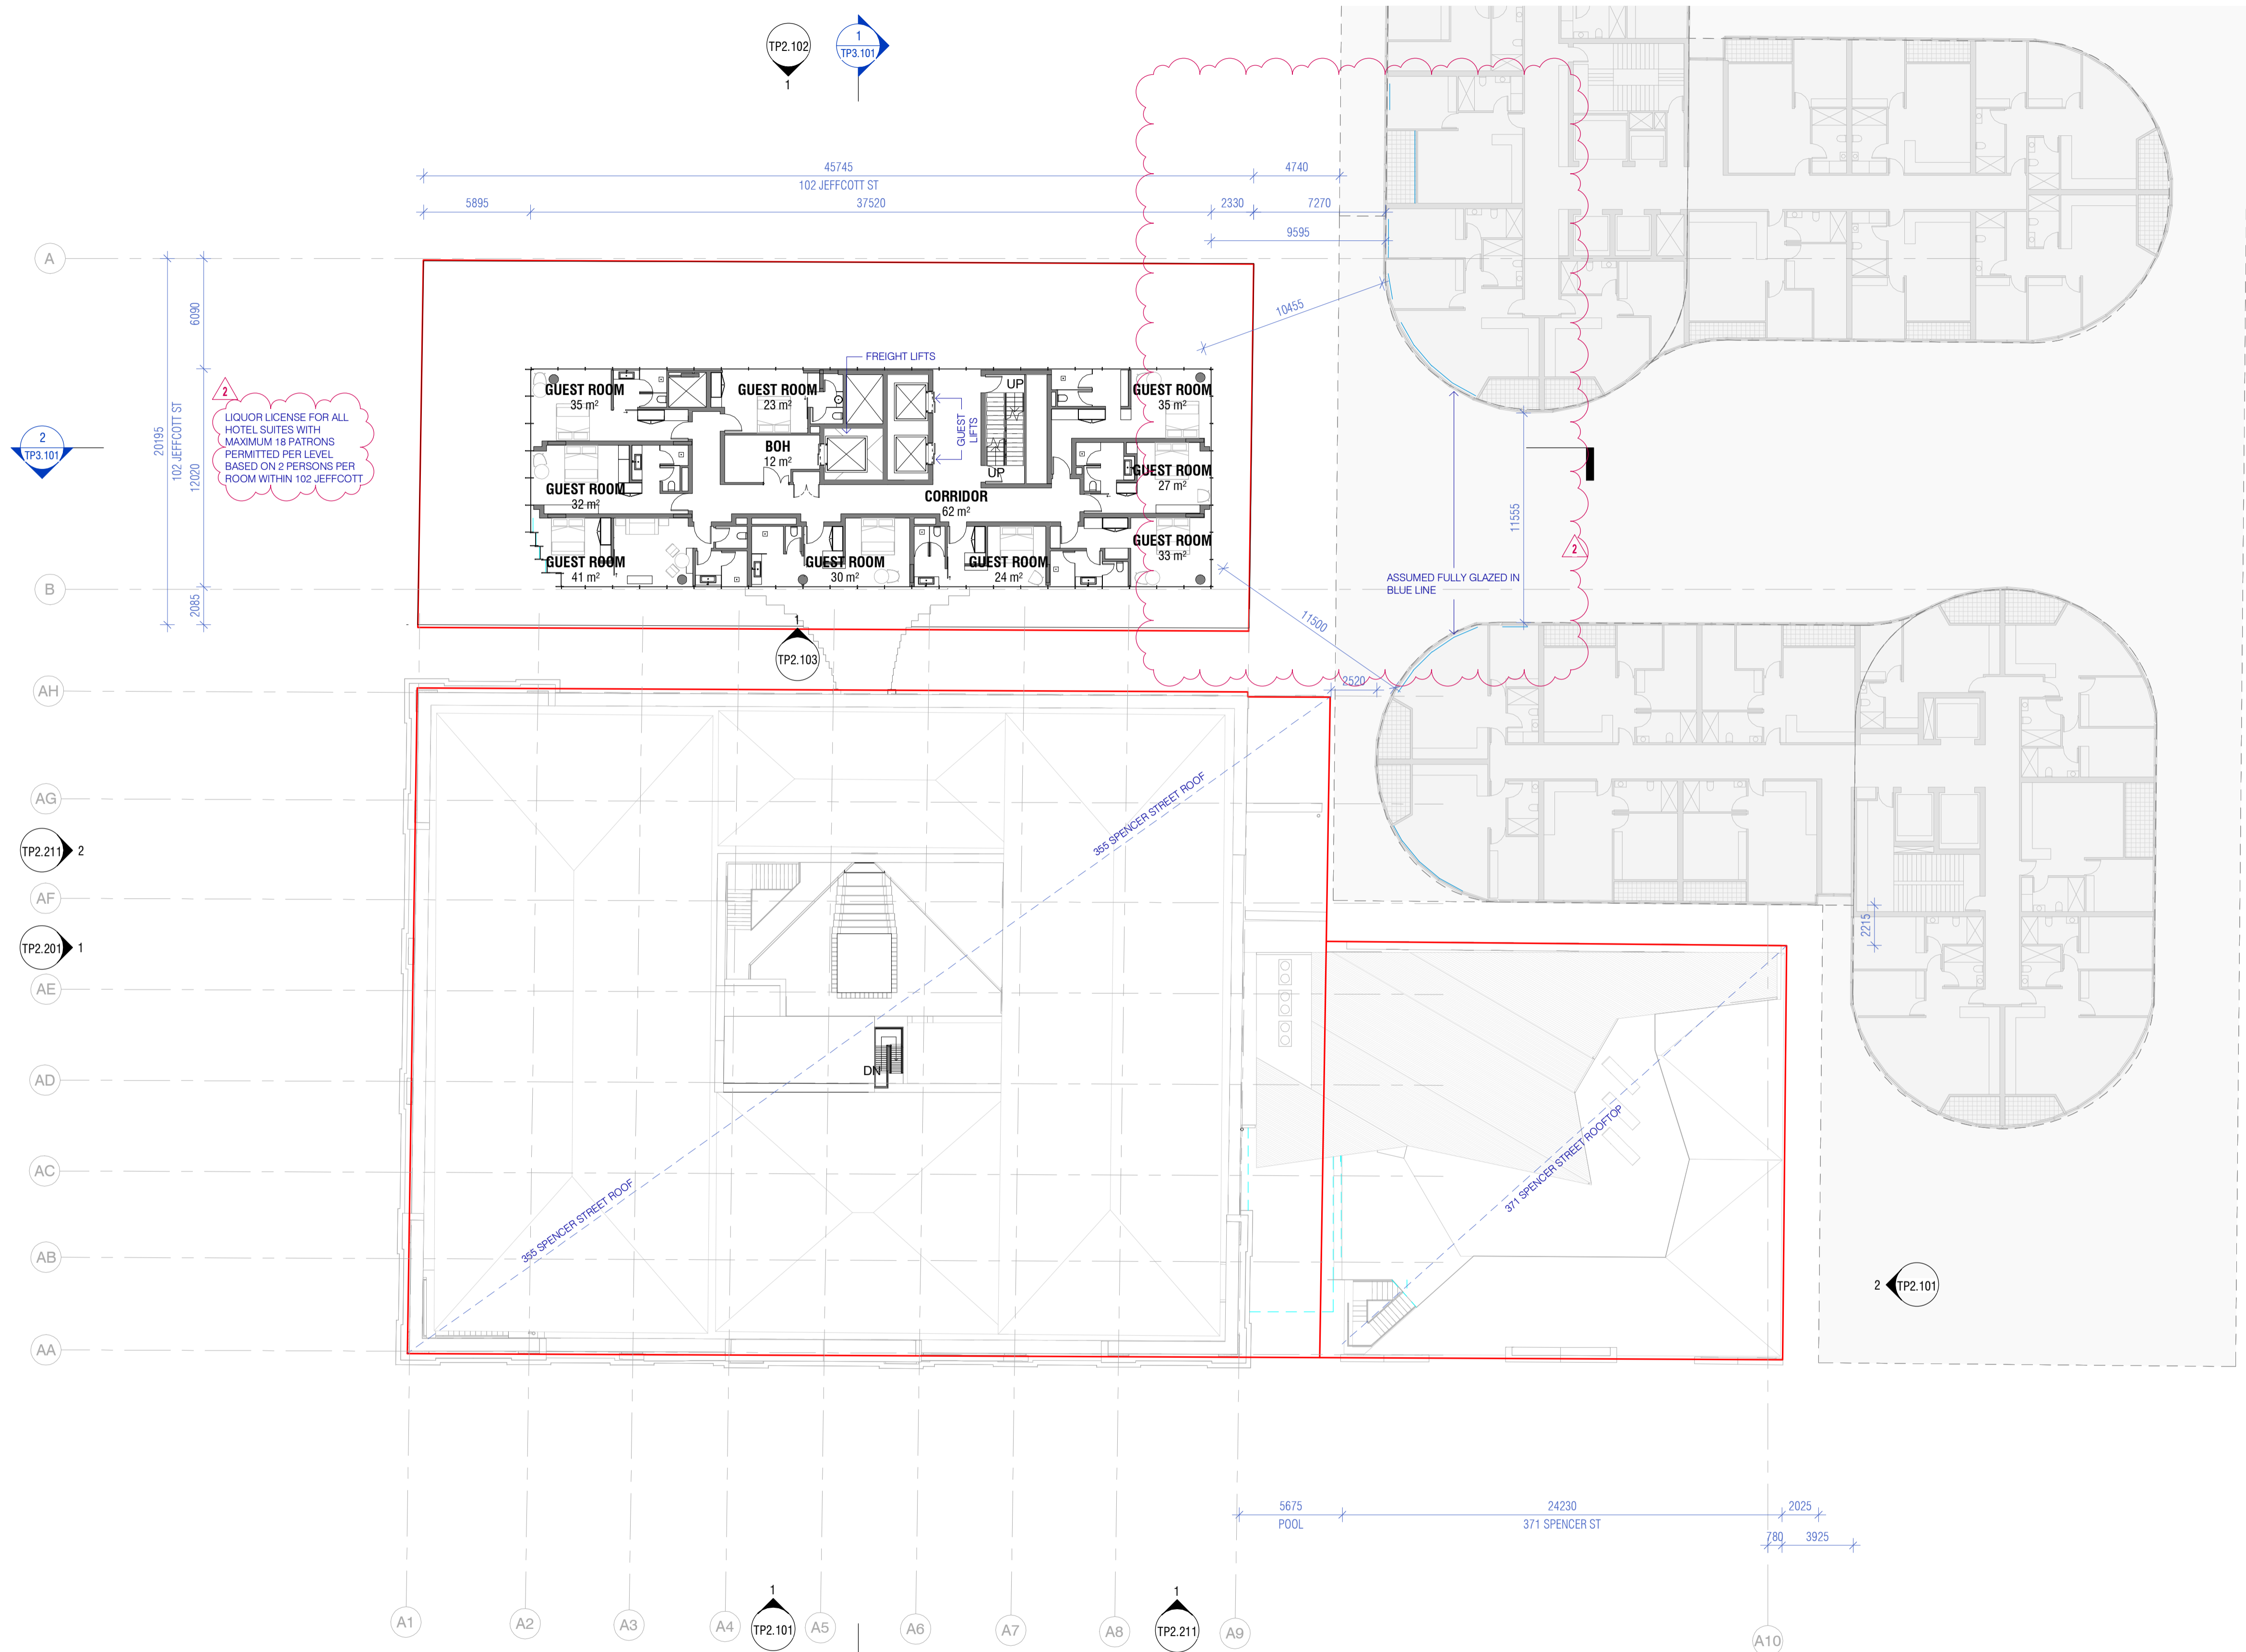 TP2.102
1
1
TP3.101
45745
4740
102 JEFFCOTT ST
5895
37520
2330
7270
9595
A
6090
10455
20195
102 JEFFCOTT ST
12020
2085
2
LIQUOR LICENSE FOR ALL
HOTEL SUITES WITH
MAXIMUM 18 PATRONS
PERMITTED PER LEVEL
BASED ON 2 PERSONS PER
ROOM WITHIN 102 JEFFCOTT
2
TP3.101
FREIGHT LIFTS
GUEST ROOM
35 m²
GUEST ROOM
23 m²
UP
GUEST ROOM
35 m²
GUEST
LIFTS
BOH
12 m²
UP
GUEST ROOM
27 m²
GUEST ROOM
32 m²
CORRIDOR
62 m²
GUEST ROOM
41 m²
GUEST ROOM
30 m²
GUEST ROOM
24 m²
GUEST ROOM
33 m²
11555
2
ASSUMED FULLY GLAZED IN
BLUE LINE
B
11500
1
TP2.103
2520
AH
AG
355 SPENCER STREET ROOF
TP2.211
2
AF
2215
TP2.201
1
AE
DN
AD
371 SPENCER STREET ROOFTOP
AC
355 SPENCER STREET ROOF
AB
2
TP2.101
AA
5675
24230
2025
POOL
371 SPENCER ST
780
3925
A1
A2
A3
A4
1
TP2.101
A5
A6
A7
A8
1
TP2.211
A9
A10